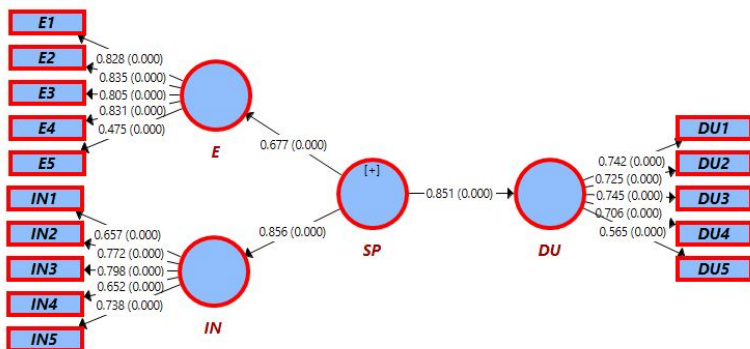 E1
E2
E3
E4
E5
0.828 (0.000)
0.835 (0.000)
0.805 (0.000)
0.831 (0.000)
0.475 (0.000)
E
IN1
IN2
IN3
IN4
IN5
0.657 (0.000)
0.772 (0.000)
0.798 (0.000)
0.652 (0.000)
0.738 (0.000)
IN
0.677 (0.000)
0.856 (0.000)
[+]
SP
0.851 (0.000)
DU
0.742 (0.000)
0.725 (0.000)
0.745 (0.000)
0.706 (0.000)
0.565 (0.000)
DU1
DU2
DU3
DU4
DU5